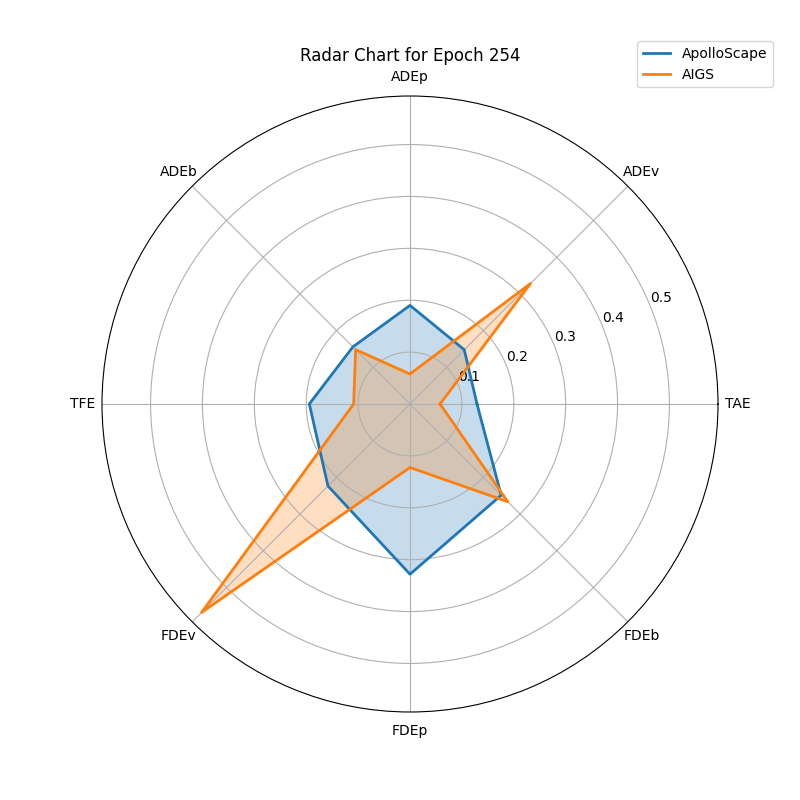 ApolloScape
AIGS
Radar Chart for Epoch 254
ADEp
ADEb
ADEv
0.5
0.4
0.3
0.2
0.1
TFE
TAE
FDEv
FDEb
FDEp